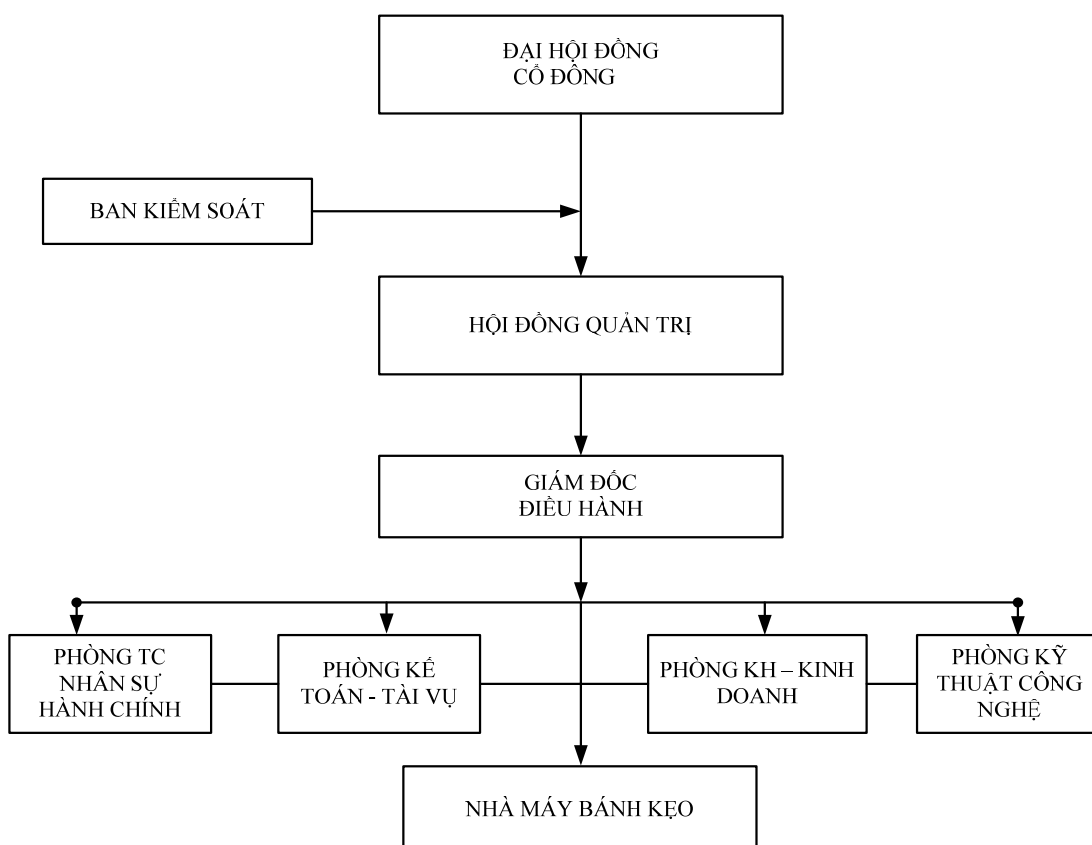 ĐẠI HỘI ĐỒNG
CỔ ĐÔNG
BAN KIỂM SOÁT
HỘI ĐỒNG QUẢN TRỊ
GIÁM ĐỐC
ĐIỀU HÀNH
PHÒNG TC
NHÂN SỰ
HÀNH CHÍNH
PHÒNG KẾ
TOÁN - TÀI VỤ
PHÒNG KH – KINH
DOANH
PHÒNG KỸ
THUẬT CÔNG
NGHỆ
NHÀ MÁY BÁNH KẸO